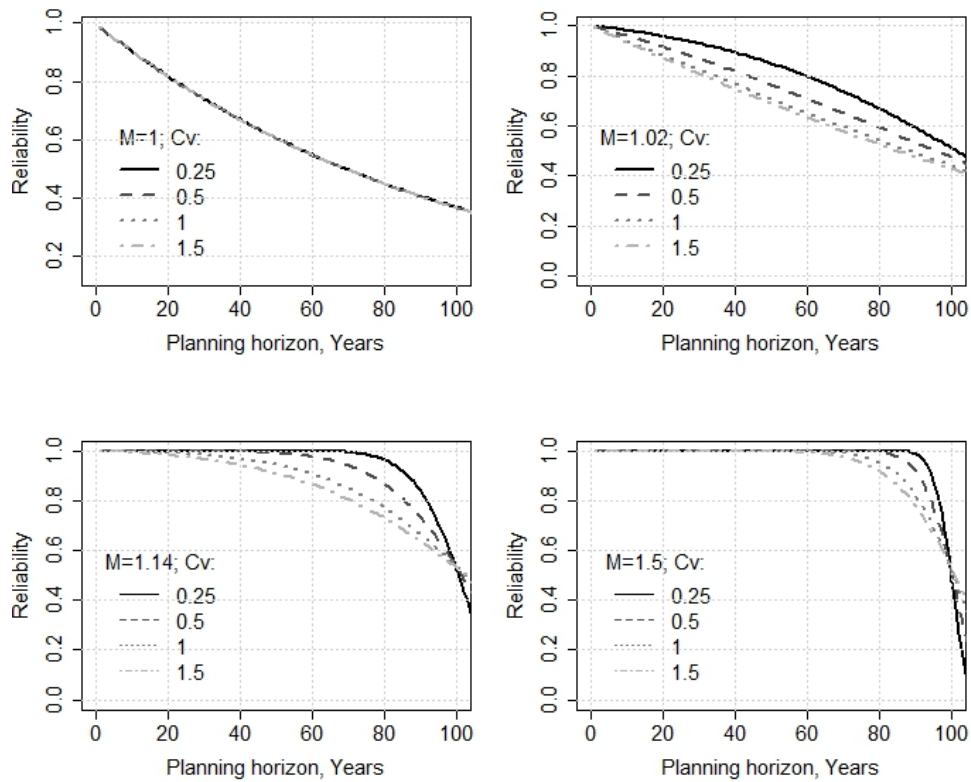 Reliability
0.2 0.4 0.6 0.8 1.0
M=1; Cv:
0.25
0.5
1
1.5
0 20 40 60 80 100
Planning horizon, Years
Reliability
0.0 0.2 0.4 0.6 0.8 1.0
M=1.02; Cv:
0.25
0.5
1
1.5
0 20 40 60 80 100
Planning horizon, Years
Reliability
0.0 0.2 0.4 0.6 0.8 1.0
M=1.14; Cv:
0.25
0.5
1
1.5
0 20 40 60 80 100
Planning horizon, Years
Reliability
0.0 0.2 0.4 0.6 0.8 1.0
M=1.5; Cv:
0.25
0.5
1
1.5
0 20 40 60 80 100
Planning horizon, Years